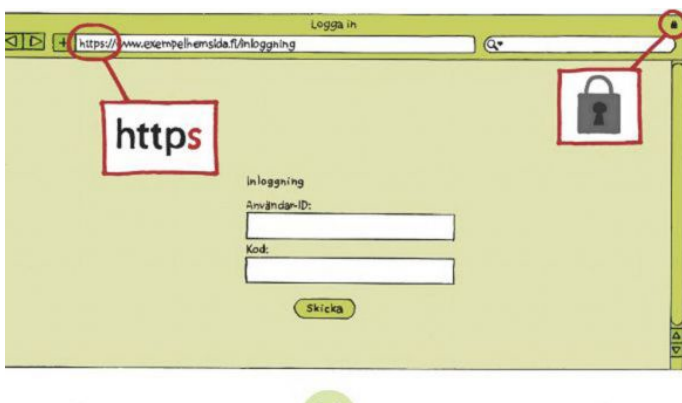 Logga in
https://www.exempelhemsida.fi/inloggning
https
Inloggning
Användar-ID:
Kod:
Skicka